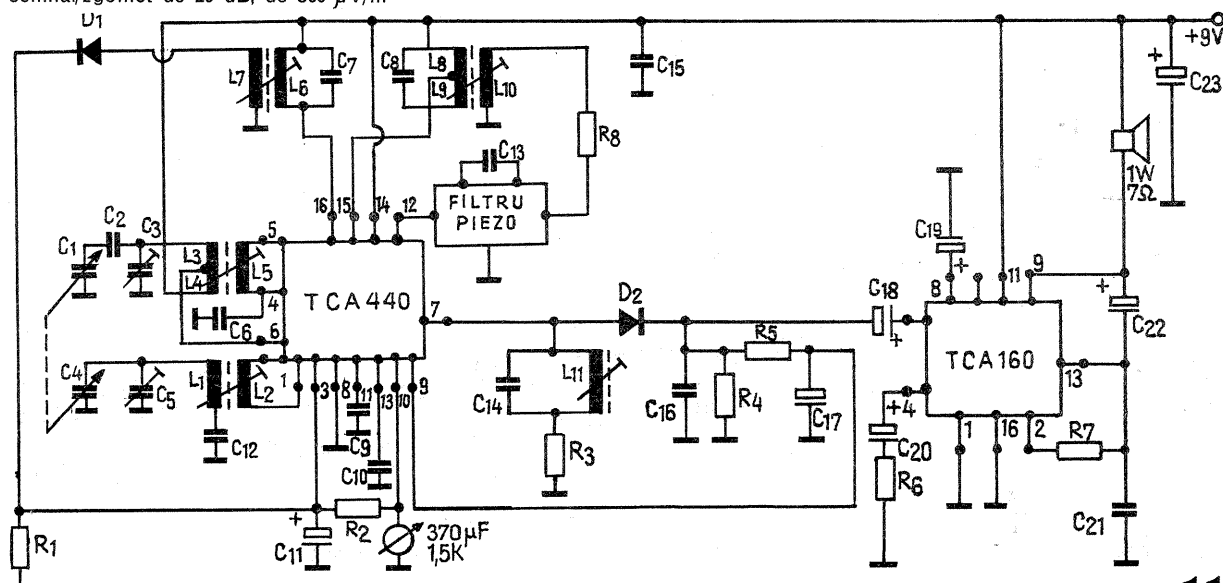 semnal/zgomot de 26 dB, de 800 µV/m
D1
+9V
L7
L6
C7
C8
L8
L9
L10
C15
+
C23
R8
1W
7Ω
C13
FILTRU
PIEZO
16
15
14
12
C1
C2
C3
L3
L4
L5
5
4
6
C6
TCA440
7
C4
C5
L1
L2
C12
1
3
8
11
13
10
9
C9
C10
D2
C14
L11
R3
C16
R4
R5
C17
C18
+
C19
+
8
11
9
+
C22
TCA160
13
+4
C20
R6
1
16
2
R7
C21
R1
+
C11
R2
370µF
1,5K